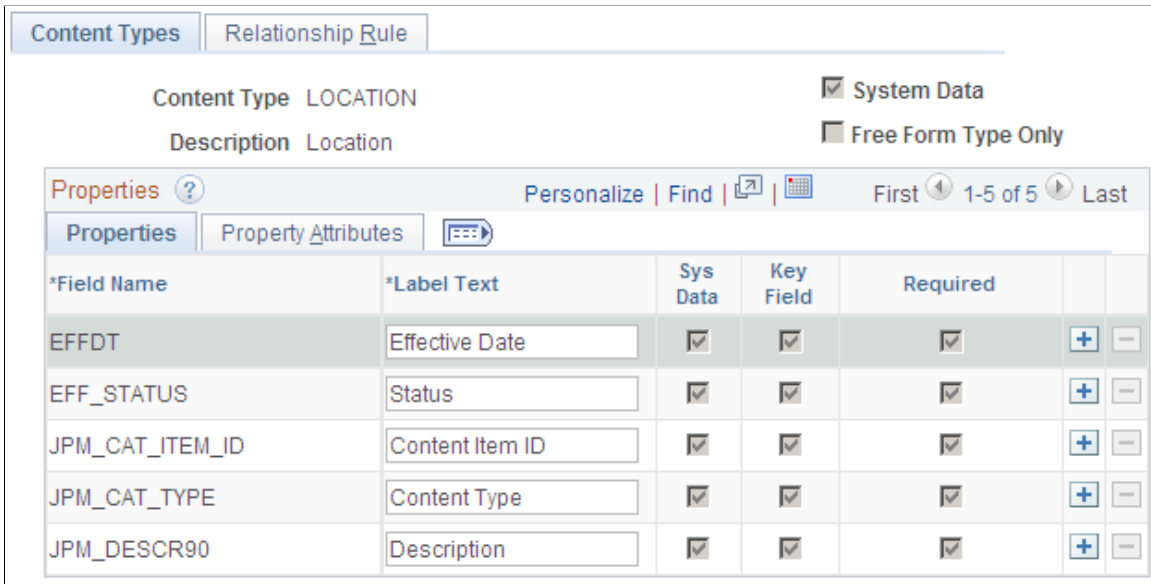 Content Types Relationship Rule
Content Type LOCATION System Data
Description Location Free Form Type Only
Properties ? Personalize | Find | | First 1-5 of 5 Last
Properties Property Attributes
*Field Name *Label Text Sys Data Key Field Required
EFFDT Effective Date
EFF_STATUS Status
JPM_CAT_ITEM_ID Content Item ID
JPM_CAT_TYPE Content Type
JPM_DESCR90 Description